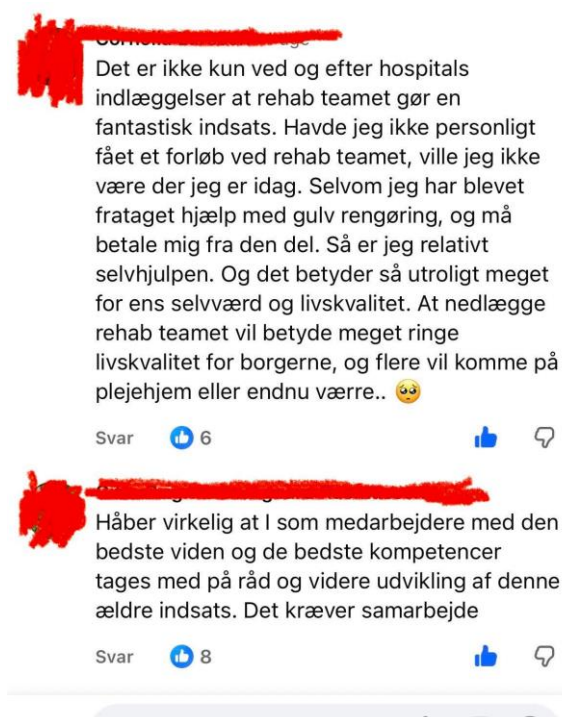 Det er ikke kun ved og efter hospitals
indlæggelser at rehab teamet gør en
fantastisk indsats. Havde jeg ikke personligt
fået et forløb ved rehab teamet, ville jeg ikke
være der jeg er idag. Selvom jeg har blevet
frataget hjælp med gulv rengøring, og må
betale mig fra den del. Så er jeg relativt
selvhjulpen. Og det betyder så utroligt meget
for ens selvværd og livskvalitet. At nedlægge
rehab teamet vil betyde meget ringe
livskvalitet for borgerne, og flere vil komme på
plejehjem eller endnu værre.. 🥺
Svar 6
Håber virkelig at I som medarbejdere med den
bedste viden og de bedste kompetencer
tages med på råd og videre udvikling af denne
ældre indsats. Det kræver samarbejde
Svar 8